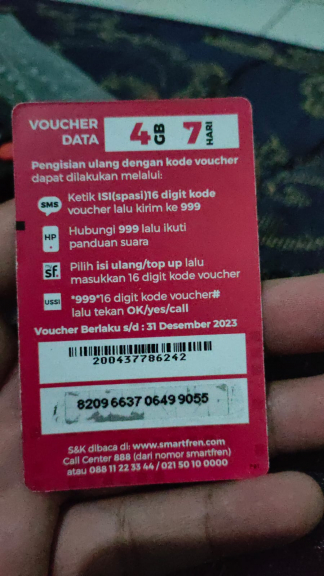 VOUCHER DATA 4 GB 7 HARI
Pengisian ulang dengan kode voucher
dapat dilakukan melalui:
SMS Ketik ISI(spasi)16 digit kode
voucher lalu kirim ke 999
HP Hubungi 999 lalu ikuti
panduan suara
sf. Pilih isi ulang/top up lalu
masukkan 16 digit kode voucher
USSI *999*16 digit kode voucher#
lalu tekan OK/yes/call
Voucher Berlaku s/d : 31 Desember 2023
200437786242
8209 6637 0649 9055
S&K dibaca di: www.smartfren.com
Call Center 888 (dari nomor smartfren)
atau 088 11 22 33 44 / 021 50 10 0000